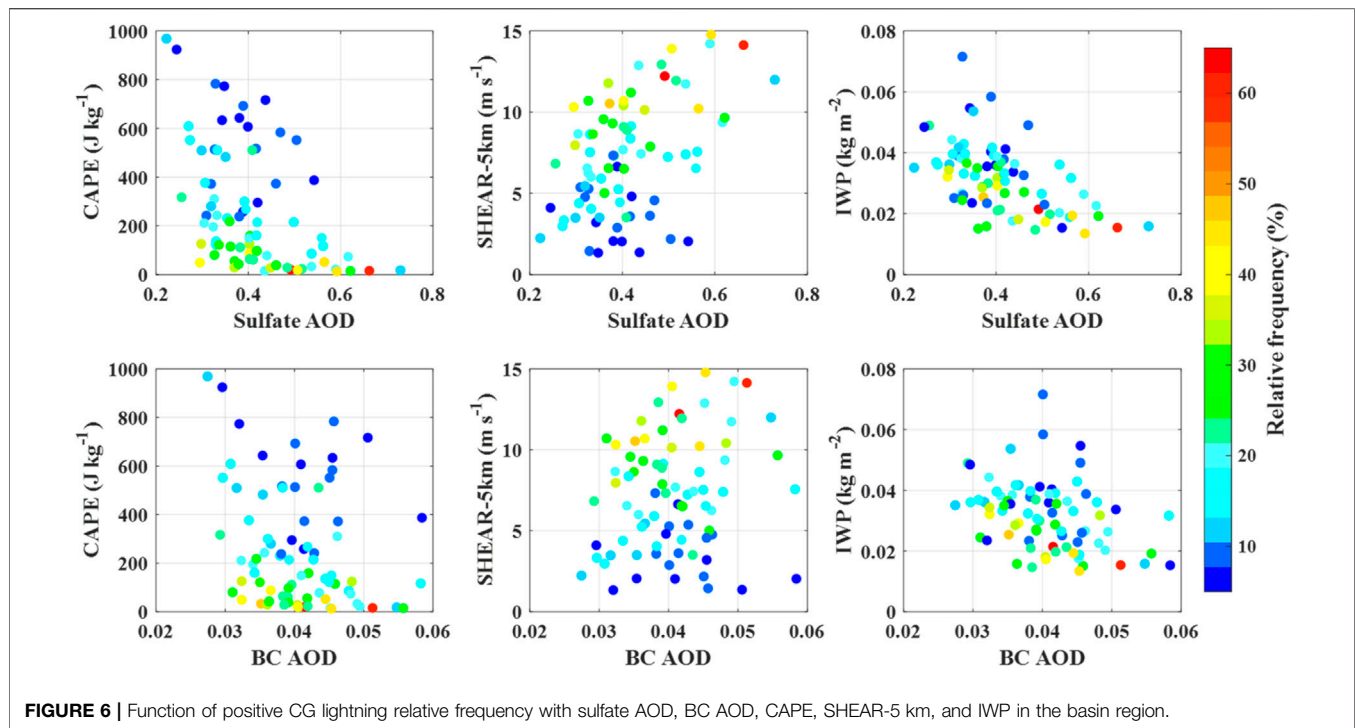 1000
800
600
400
200
0
CAPE (J kg⁻¹)
0.2 0.4 0.6 0.8
Sulfate AOD
15
10
5
0
SHEAR-5km (m s⁻¹)
0.2 0.4 0.6 0.8
Sulfate AOD
0.08
0.06
0.04
0.02
0
IWP (kg m⁻²)
0.2 0.4 0.6 0.8
Sulfate AOD
1000
800
600
400
200
0
CAPE (J kg⁻¹)
0.02 0.03 0.04 0.05 0.06
BC AOD
15
10
5
0
SHEAR-5km (m s⁻¹)
0.02 0.03 0.04 0.05 0.06
BC AOD
0.08
0.06
0.04
0.02
0
IWP (kg m⁻²)
0.02 0.03 0.04 0.05 0.06
BC AOD
60
50
40
30
20
10
Relative frequency (%)
FIGURE 6 | Function of positive CG lightning relative frequency with sulfate AOD, BC AOD, CAPE, SHEAR-5 km, and IWP in the basin region.